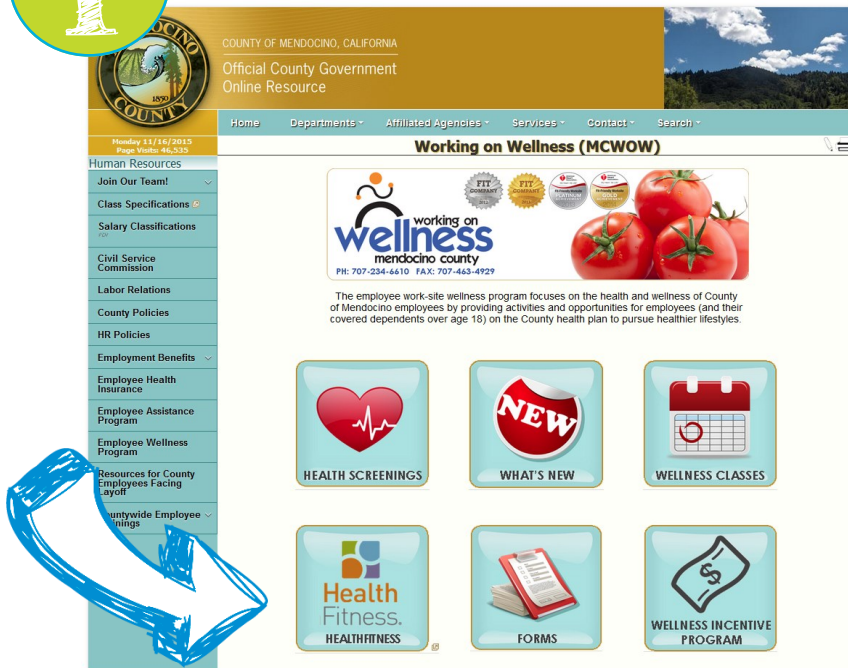 1
MENDOCINO
1850
COUNTY
COUNTY OF MENDOCINO, CALIFORNIA
Official County Government
Online Resource
Home Departments Affiliated Agencies Services Contact Search
Monday 11/16/2015
Page Visits: 46,535
Working on Wellness (MCWOW)
Human Resources
Join Our Team!
Class Specifications
Salary Classifications
PDF
Civil Service
Commission
Labor Relations
County Policies
HR Policies
Employment Benefits
Employee Health
Insurance
Employee Assistance
Program
Employee Wellness
Program
Resources for County
Employees Facing
Layoff
FIT
COMPANY
FIT
COMPANY
PLATINUM
GOLD
working on
wellness
mendocino county
PH: 707-234-6610 FAX: 707-463-4929
The employee work-site wellness program focuses on the health and wellness of County
of Mendocino employees by providing activities and opportunities for employees (and their
covered dependents over age 18) on the County health plan to pursue healthier lifestyles.
HEALTH SCREENINGS
NEW
WHAT'S NEW
WELLNESS CLASSES
Health
Fitness.
HEALTHFITNESS
FORMS
$
WELLNESS INCENTIVE
PROGRAM